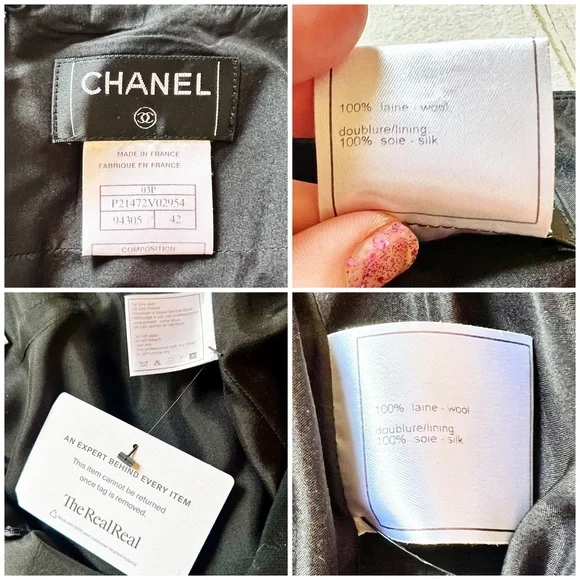 CHANEL
MADE IN FRANCE
FABRIQUÉ EN FRANCE
03P
P21472V02954
94305 42
COMPOSITION
100% laine - wool
doublure/lining
100% soie - silk
AN EXPERT BEHIND EVERY ITEM
This item cannot be returned
once tag is removed.
TheRealReal
100% laine - wool
doublure/lining
100% soie - silk